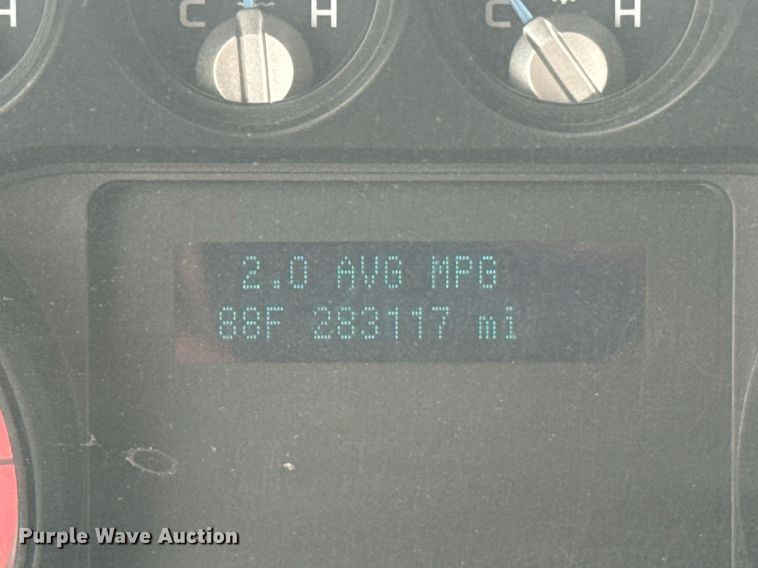 H C H C H
2.0 AVG MPG
88F 283117 mi
Purple Wave Auction